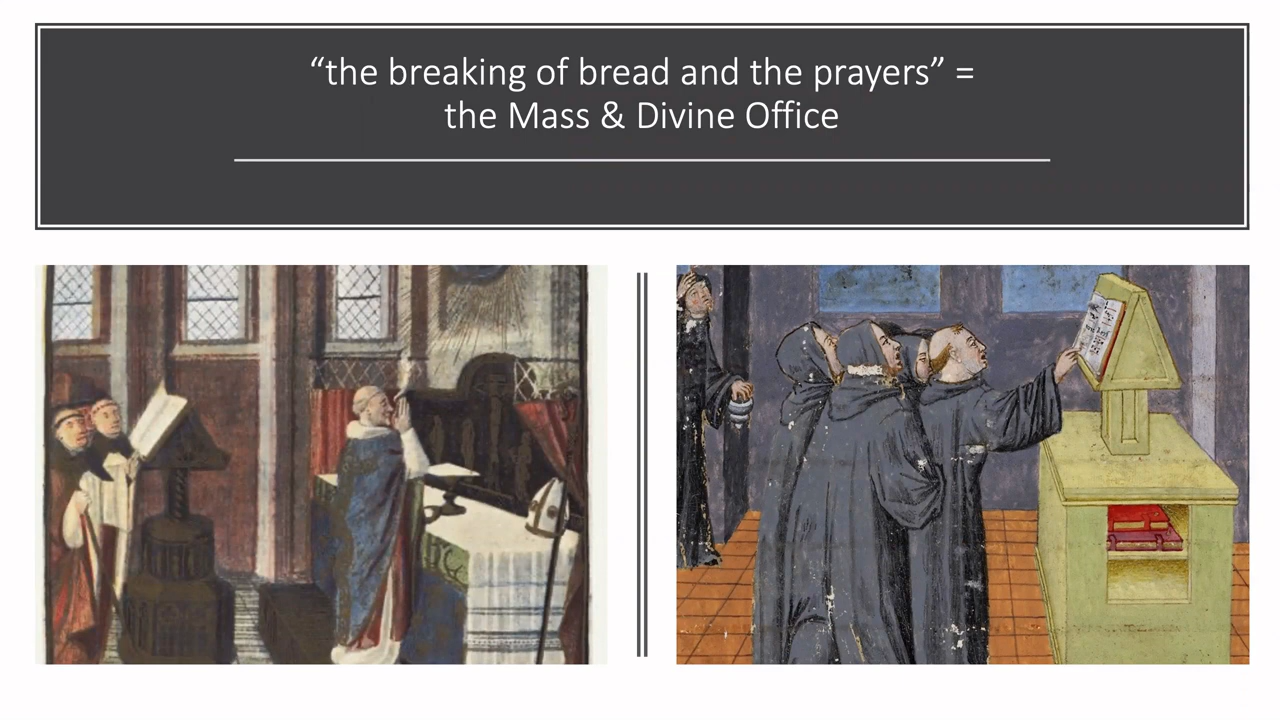 “the breaking of bread and the prayers” =
the Mass & Divine Office